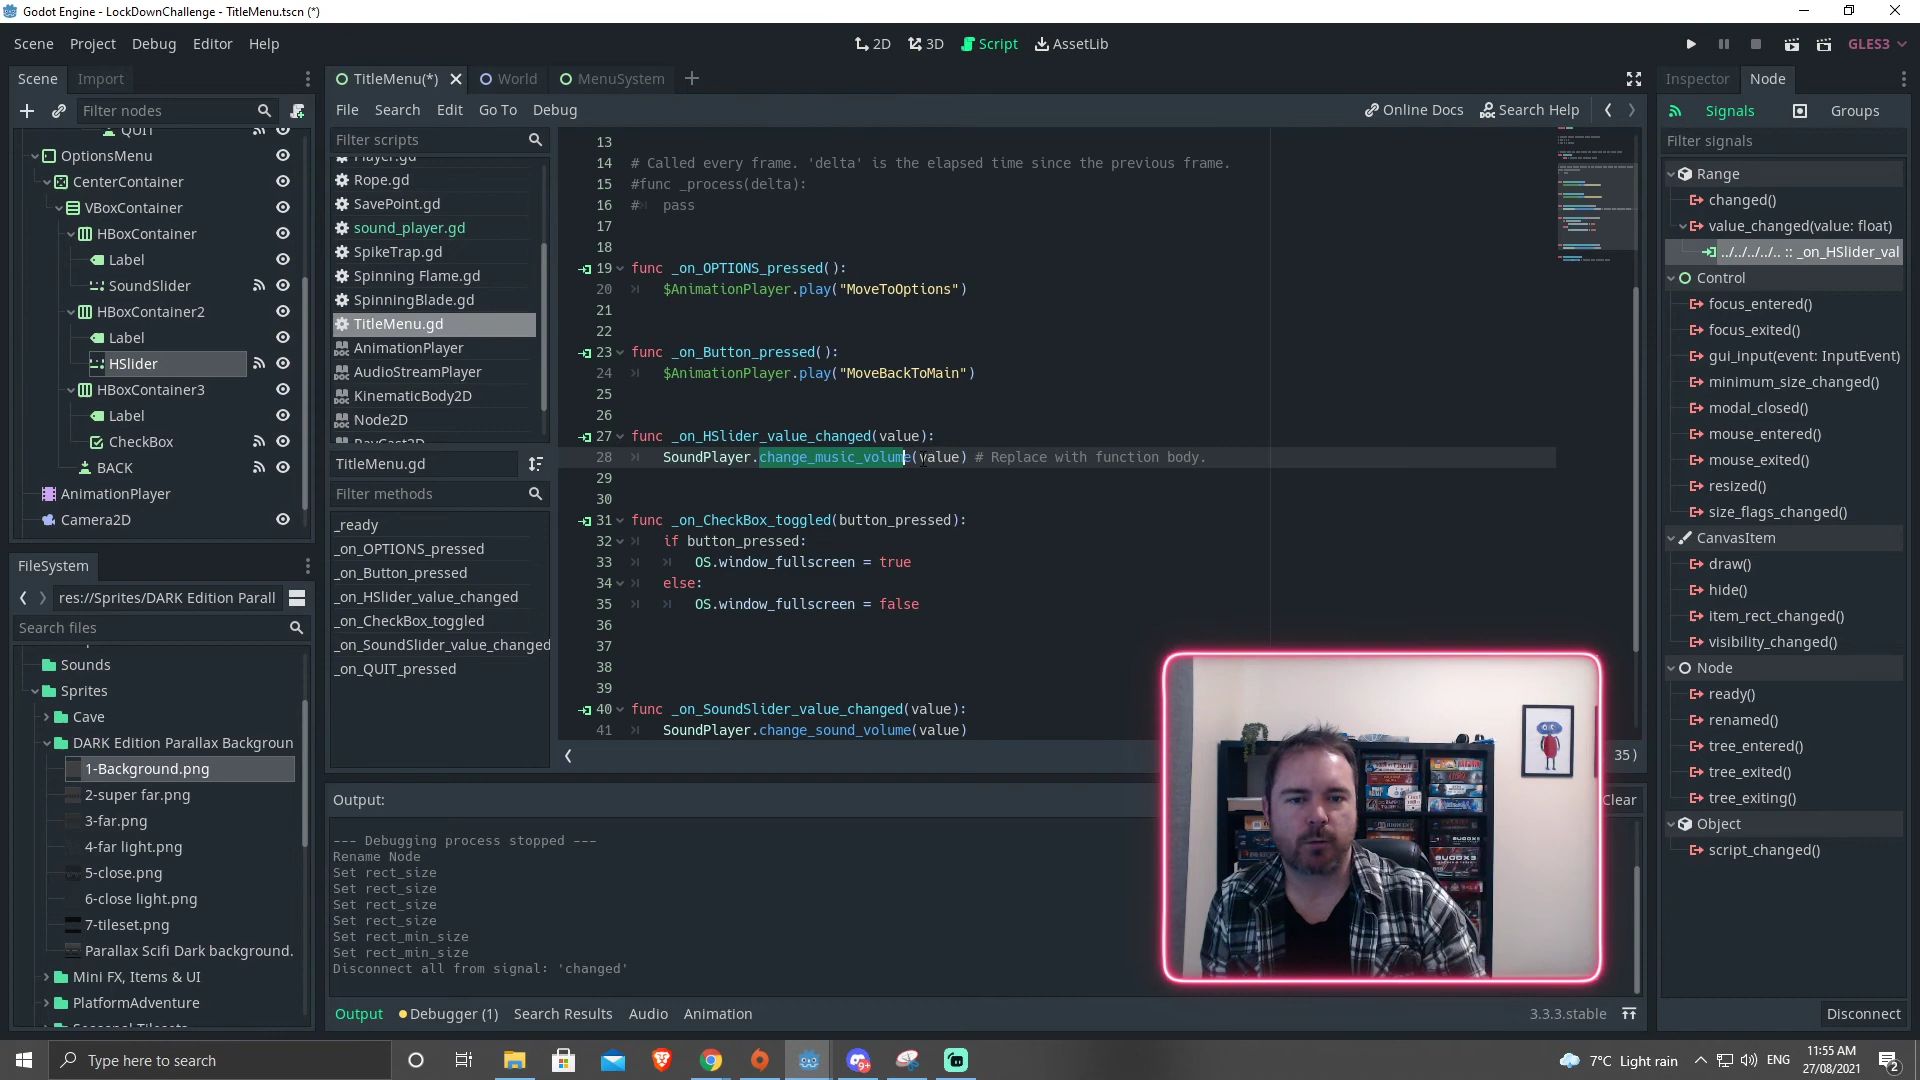 Godot Engine - LockDownChallenge - TitleMenu.tscn (*)
Scene Project Debug Editor Help
2D 3D Script AssetLib
GLES3
Scene Import
Filter nodes
QUIT
OptionsMenu
CenterContainer
VBoxContainer
HBoxContainer
Label
SoundSlider
HBoxContainer2
Label
HSlider
HBoxContainer3
Label
CheckBox
BACK
AnimationPlayer
Camera2D
FileSystem
res://Sprites/DARK Edition Parall
Search files
Sounds
Sprites
Cave
DARK Edition Parallax Backgroun
1-Background.png
2-super far.png
3-far.png
4-far light.png
5-close.png
6-close light.png
7-tileset.png
Parallax Scifi Dark background.
Mini FX, Items & UI
PlatformAdventure
TitleMenu(*) World MenuSystem
File Search Edit Go To Debug
Online Docs Search Help
Filter scripts
Player.gd
Rope.gd
SavePoint.gd
sound_player.gd
SpikeTrap.gd
Spinning Flame.gd
SpinningBlade.gd
TitleMenu.gd
AnimationPlayer
AudioStreamPlayer
KinematicBody2D
Node2D
RayCast2D
TitleMenu.gd
Filter methods
_ready
_on_OPTIONS_pressed
_on_Button_pressed
_on_HSlider_value_changed
_on_CheckBox_toggled
_on_SoundSlider_value_changed
_on_QUIT_pressed
13
14 # Called every frame. 'delta' is the elapsed time since the previous frame.
15 #func _process(delta):
16 # pass
17
18
19 func _on_OPTIONS_pressed():
20 $AnimationPlayer.play("MoveToOptions")
21
22
23 func _on_Button_pressed():
24 $AnimationPlayer.play("MoveBackToMain")
25
26
27 func _on_HSlider_value_changed(value):
28 SoundPlayer.change_music_volume(value) # Replace with function body.
29
30
31 func _on_CheckBox_toggled(button_pressed):
32 if button_pressed:
33 OS.window_fullscreen = true
34 else:
35 OS.window_fullscreen = false
36
37
38
39
40 func _on_SoundSlider_value_changed(value):
41 SoundPlayer.change_sound_volume(value)
35)
Output:
Clear
--- Debugging process stopped ---
Rename Node
Set rect_size
Set rect_size
Set rect_size
Set rect_size
Set rect_min_size
Set rect_min_size
Disconnect all from signal: 'changed'
Output Debugger (1) Search Results Audio Animation
3.3.3.stable
Inspector Node
Signals Groups
Filter signals
Range
changed()
value_changed(value: float)
../../../../.. :: _on_HSlider_val
Control
focus_entered()
focus_exited()
gui_input(event: InputEvent)
minimum_size_changed()
modal_closed()
mouse_entered()
mouse_exited()
resized()
size_flags_changed()
CanvasItem
draw()
hide()
item_rect_changed()
visibility_changed()
Node
ready()
renamed()
tree_entered()
tree_exited()
tree_exiting()
Object
script_changed()
Disconnect
Type here to search
7°C Light rain
ENG
11:55 AM
27/08/2021
2